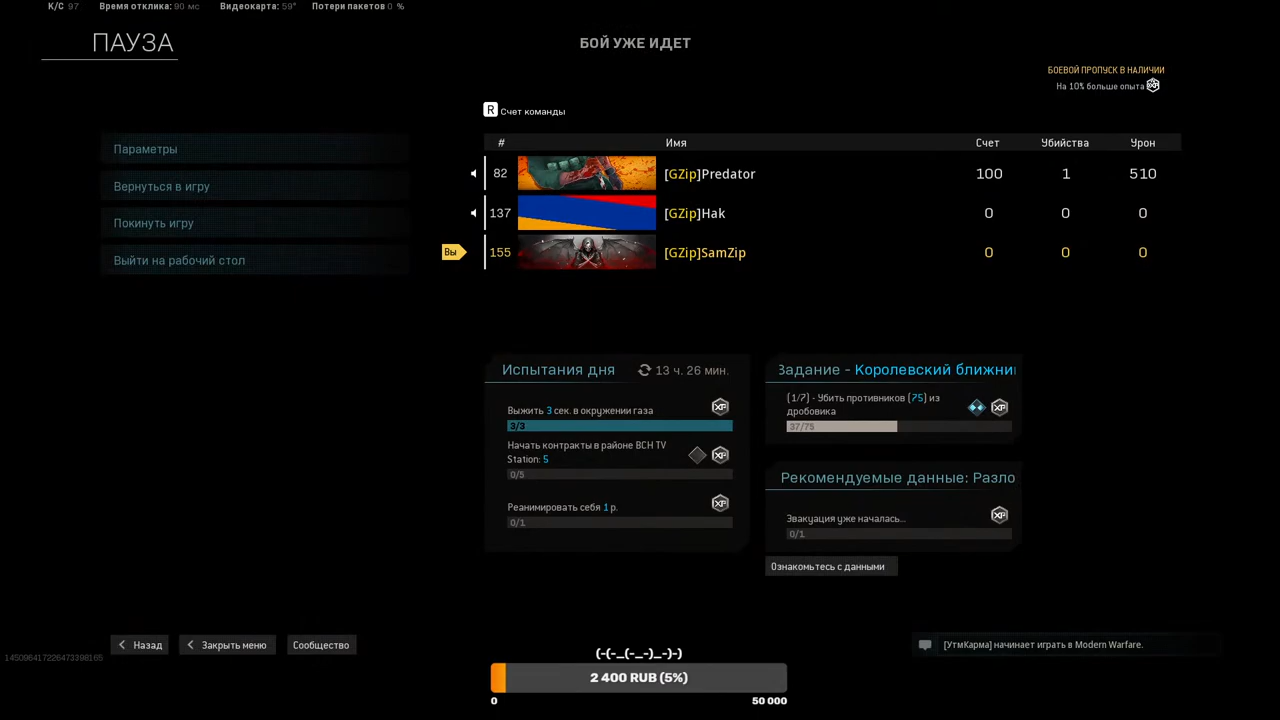 К/С 97 Время отклика: 90 мс Видеокарта: 59° Потери пакетов 0 %
ПАУЗА
БОЙ УЖЕ ИДЕТ
БОЕВОЙ ПРОПУСК В НАЛИЧИИ
На 10% больше опыта XP
R Счет команды
# Имя Счет Убийства Урон
82 [GZip]Predator 100 1 510
137 [GZip]Hak 0 0 0
Вы 155 [GZip]SamZip 0 0 0
Параметры
Вернуться в игру
Покинуть игру
Выйти на рабочий стол
Испытания дня 13 ч. 26 мин.
Выжить 3 сек. в окружении газа XP
3/3
Начать контракты в районе BCH TV
Station: 5 XP
0/5
Реанимировать себя 1 р. XP
0/1
Задание - Королевский ближни
(1/7) - Убить противников (75) из
дробовика XP
37/75
Рекомендуемые данные: Разло
Эвакуация уже началась... XP
0/1
Ознакомьтесь с данными
Назад Закрыть меню Сообщество
[УтмКарма] начинает играть в Modern Warfare.
(-(-_(-_-)_-)-)
2 400 RUB (5%)
0 50 000